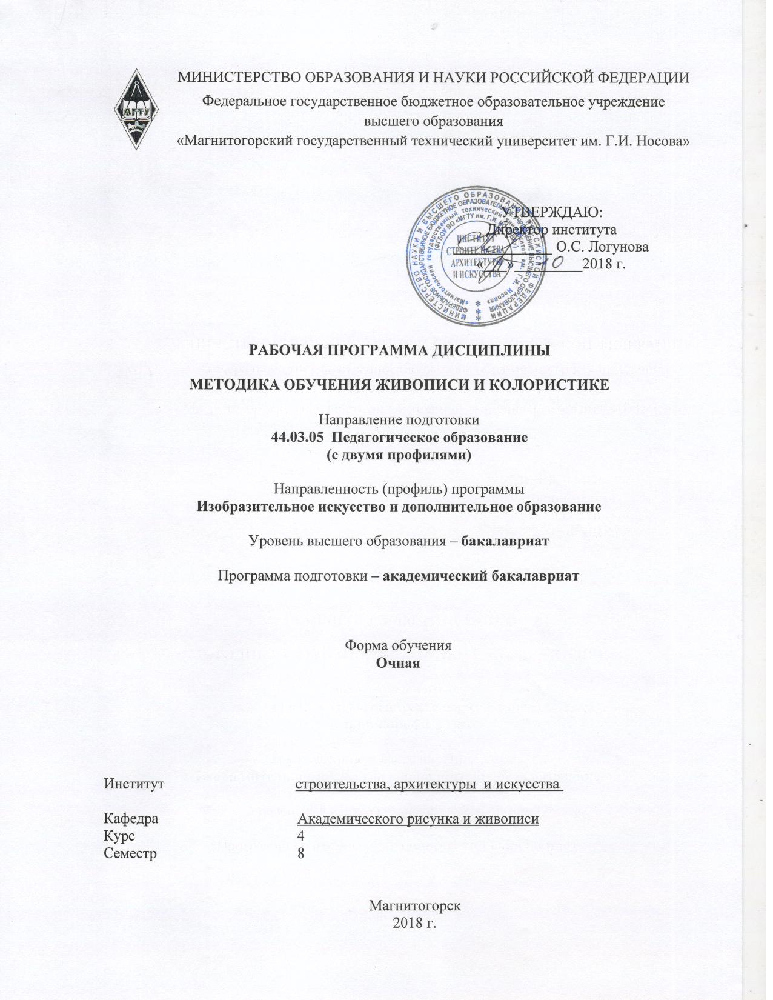 МИНИСТЕРСТВО ОБРАЗОВАНИЯ И НАУКИ РОССИЙСКОЙ ФЕДЕРАЦИИ
Федеральное государственное бюджетное образовательное учреждение
высшего образования
«Магнитогорский государственный технический университет им. Г.И. Носова»
МГТУ
УТВЕРЖДАЮ:
Директор института
О.С. Логунова
« » 10 2018 г.
МИНИСТЕРСТВО НАУКИ И ВЫСШЕГО ОБРАЗОВАНИЯ РОССИЙСКОЙ ФЕДЕРАЦИИ
ФЕДЕРАЛЬНОЕ ГОСУДАРСТВЕННОЕ БЮДЖЕТНОЕ ОБРАЗОВАТЕЛЬНОЕ УЧРЕЖДЕНИЕ ВЫСШЕГО ОБРАЗОВАНИЯ
«Магнитогорский государственный технический университет им. Г.И. Носова»
(ФГБОУ ВО «МГТУ им. Г.И. НОСОВА»)
ИНСТИТУТ
СТРОИТЕЛЬСТВА,
АРХИТЕКТУРЫ
И ИСКУССТВА
РАБОЧАЯ ПРОГРАММА ДИСЦИПЛИНЫ
МЕТОДИКА ОБУЧЕНИЯ ЖИВОПИСИ И КОЛОРИСТИКЕ
Направление подготовки
44.03.05 Педагогическое образование
(с двумя профилями)
Направленность (профиль) программы
Изобразительное искусство и дополнительное образование
Уровень высшего образования – бакалавриат
Программа подготовки – академический бакалавриат
Форма обучения
Очная
Институт строительства, архитектуры и искусства
Кафедра Академического рисунка и живописи
Курс 4
Семестр 8
Магнитогорск
2018 г.